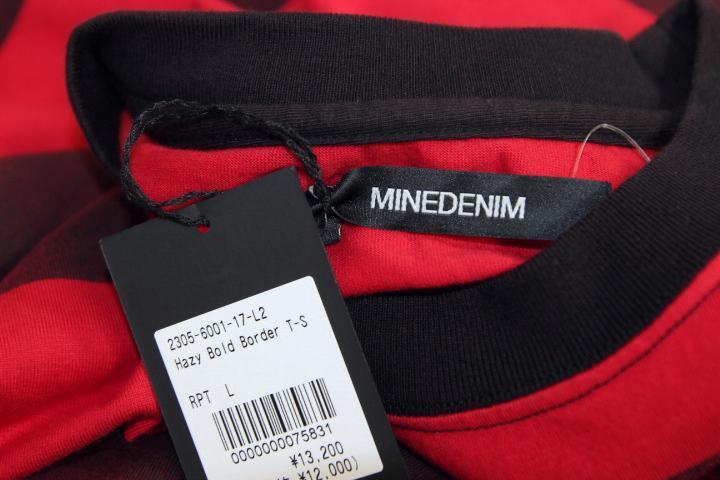 MINEDENIM
2305-6001-17-L2
Hazy Bold Border T-S
RPT L
0000000075831
¥13,200
¥12,000)